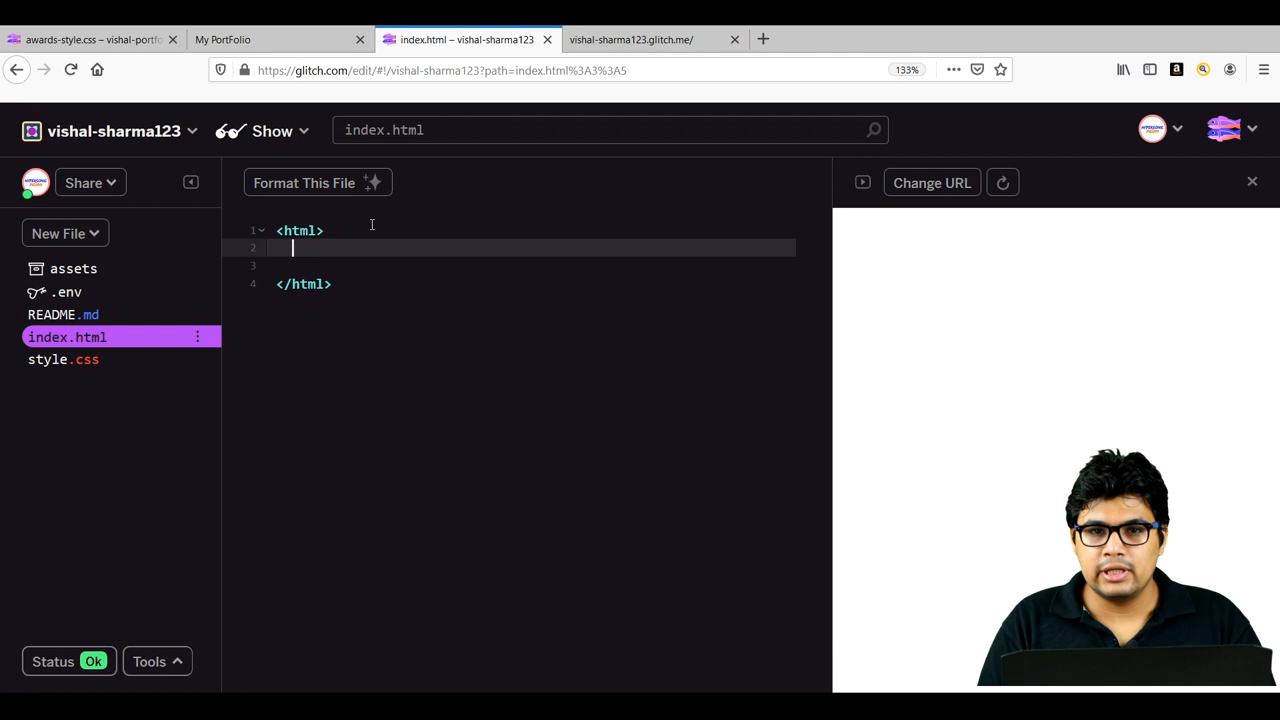 awards-style.css – vishal-portfo
My PortFolio
index.html – vishal-sharma123
vishal-sharma123.glitch.me/
https://glitch.com/edit/#!/vishal-sharma123?path=index.html%3A3%3A5
133%
vishal-sharma123
Show
index.html
Share
Format This File
Change URL
New File
assets
.env
README.md
index.html
style.css
1 <html>
2
3
4 </html>
Status Ok
Tools